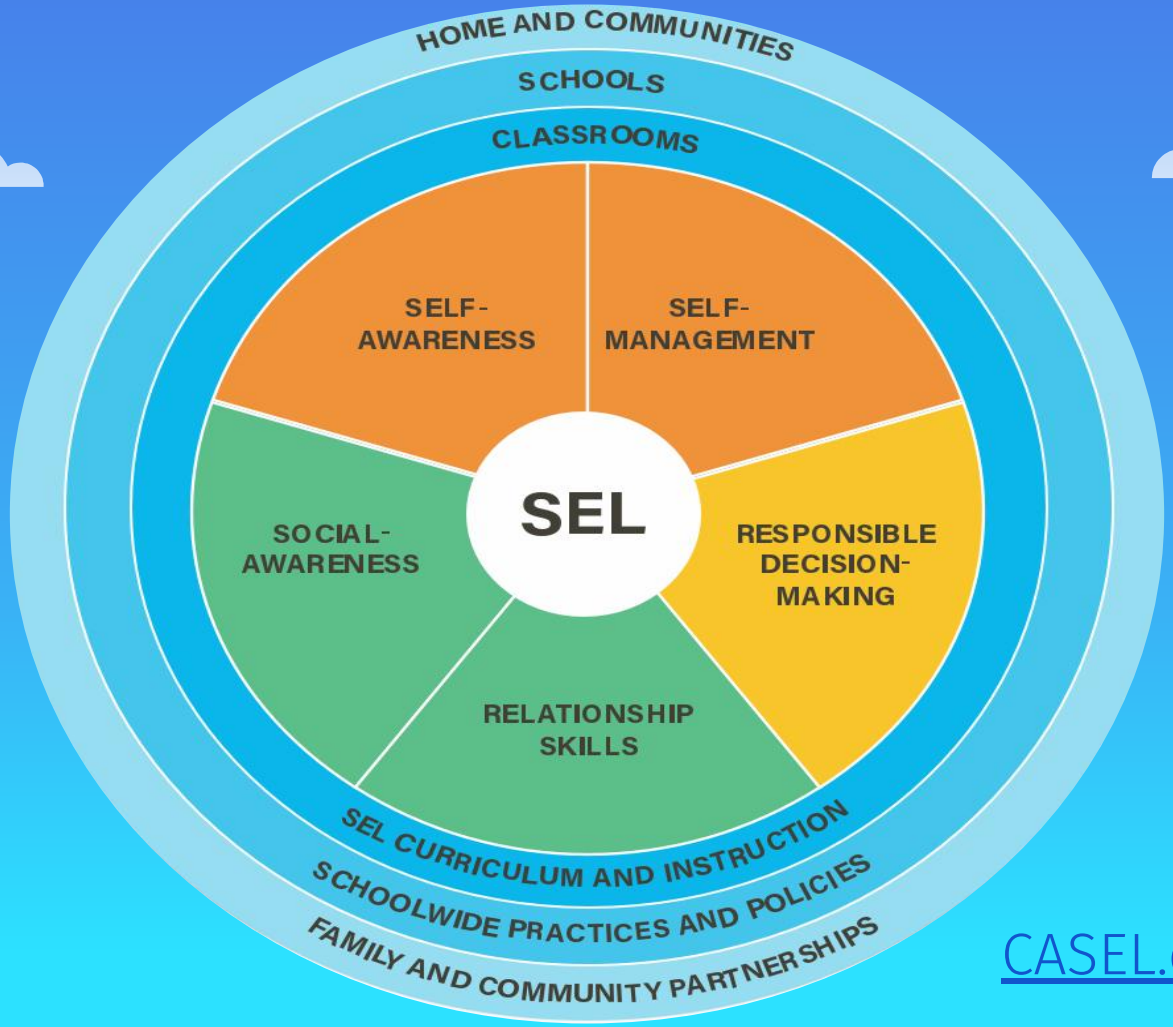 HOME AND COMMUNITIES
SCHOOLS
CLASSROOMS
SELF-
AWARENESS
SELF-
MANAGEMENT
SEL
SOCIAL-
AWARENESS
RESPONSIBLE
DECISION-
MAKING
RELATIONSHIP
SKILLS
SEL CURRICULUM AND INSTRUCTION
SCHOOLWIDE PRACTICES AND POLICIES
FAMILY AND COMMUNITY PARTNERSHIPS
CASEL.